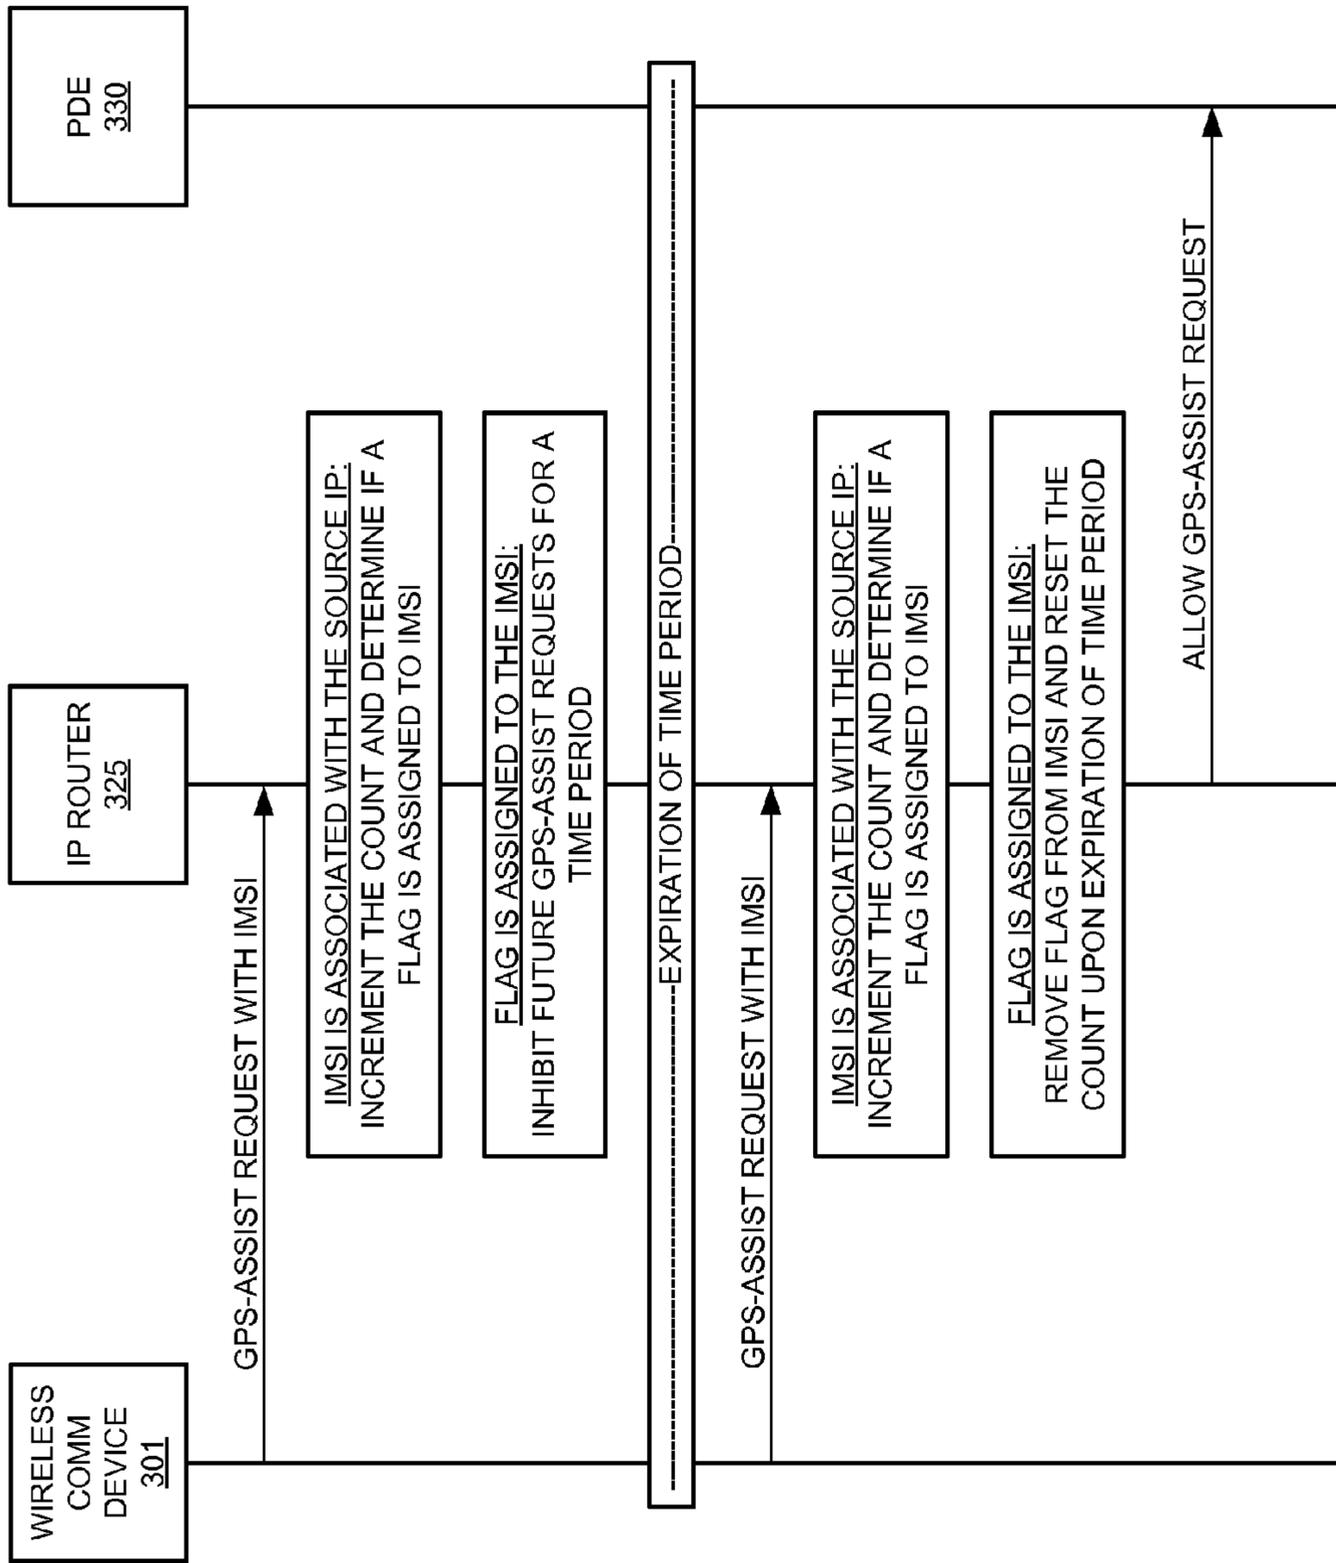 WIRELESS
COMM
DEVICE
301
IP ROUTER
325
PDE
330
GPS-ASSIST REQUEST WITH IMSI
IMSI IS ASSOCIATED WITH THE SOURCE IP:
INCREMENT THE COUNT AND DETERMINE IF A
FLAG IS ASSIGNED TO IMSI
FLAG IS ASSIGNED TO THE IMSI:
INHIBIT FUTURE GPS-ASSIST REQUESTS FOR A
TIME PERIOD
EXPIRATION OF TIME PERIOD
GPS-ASSIST REQUEST WITH IMSI
IMSI IS ASSOCIATED WITH THE SOURCE IP:
INCREMENT THE COUNT AND DETERMINE IF A
FLAG IS ASSIGNED TO IMSI
FLAG IS ASSIGNED TO THE IMSI:
REMOVE FLAG FROM IMSI AND RESET THE
COUNT UPON EXPIRATION OF TIME PERIOD
ALLOW GPS-ASSIST REQUEST